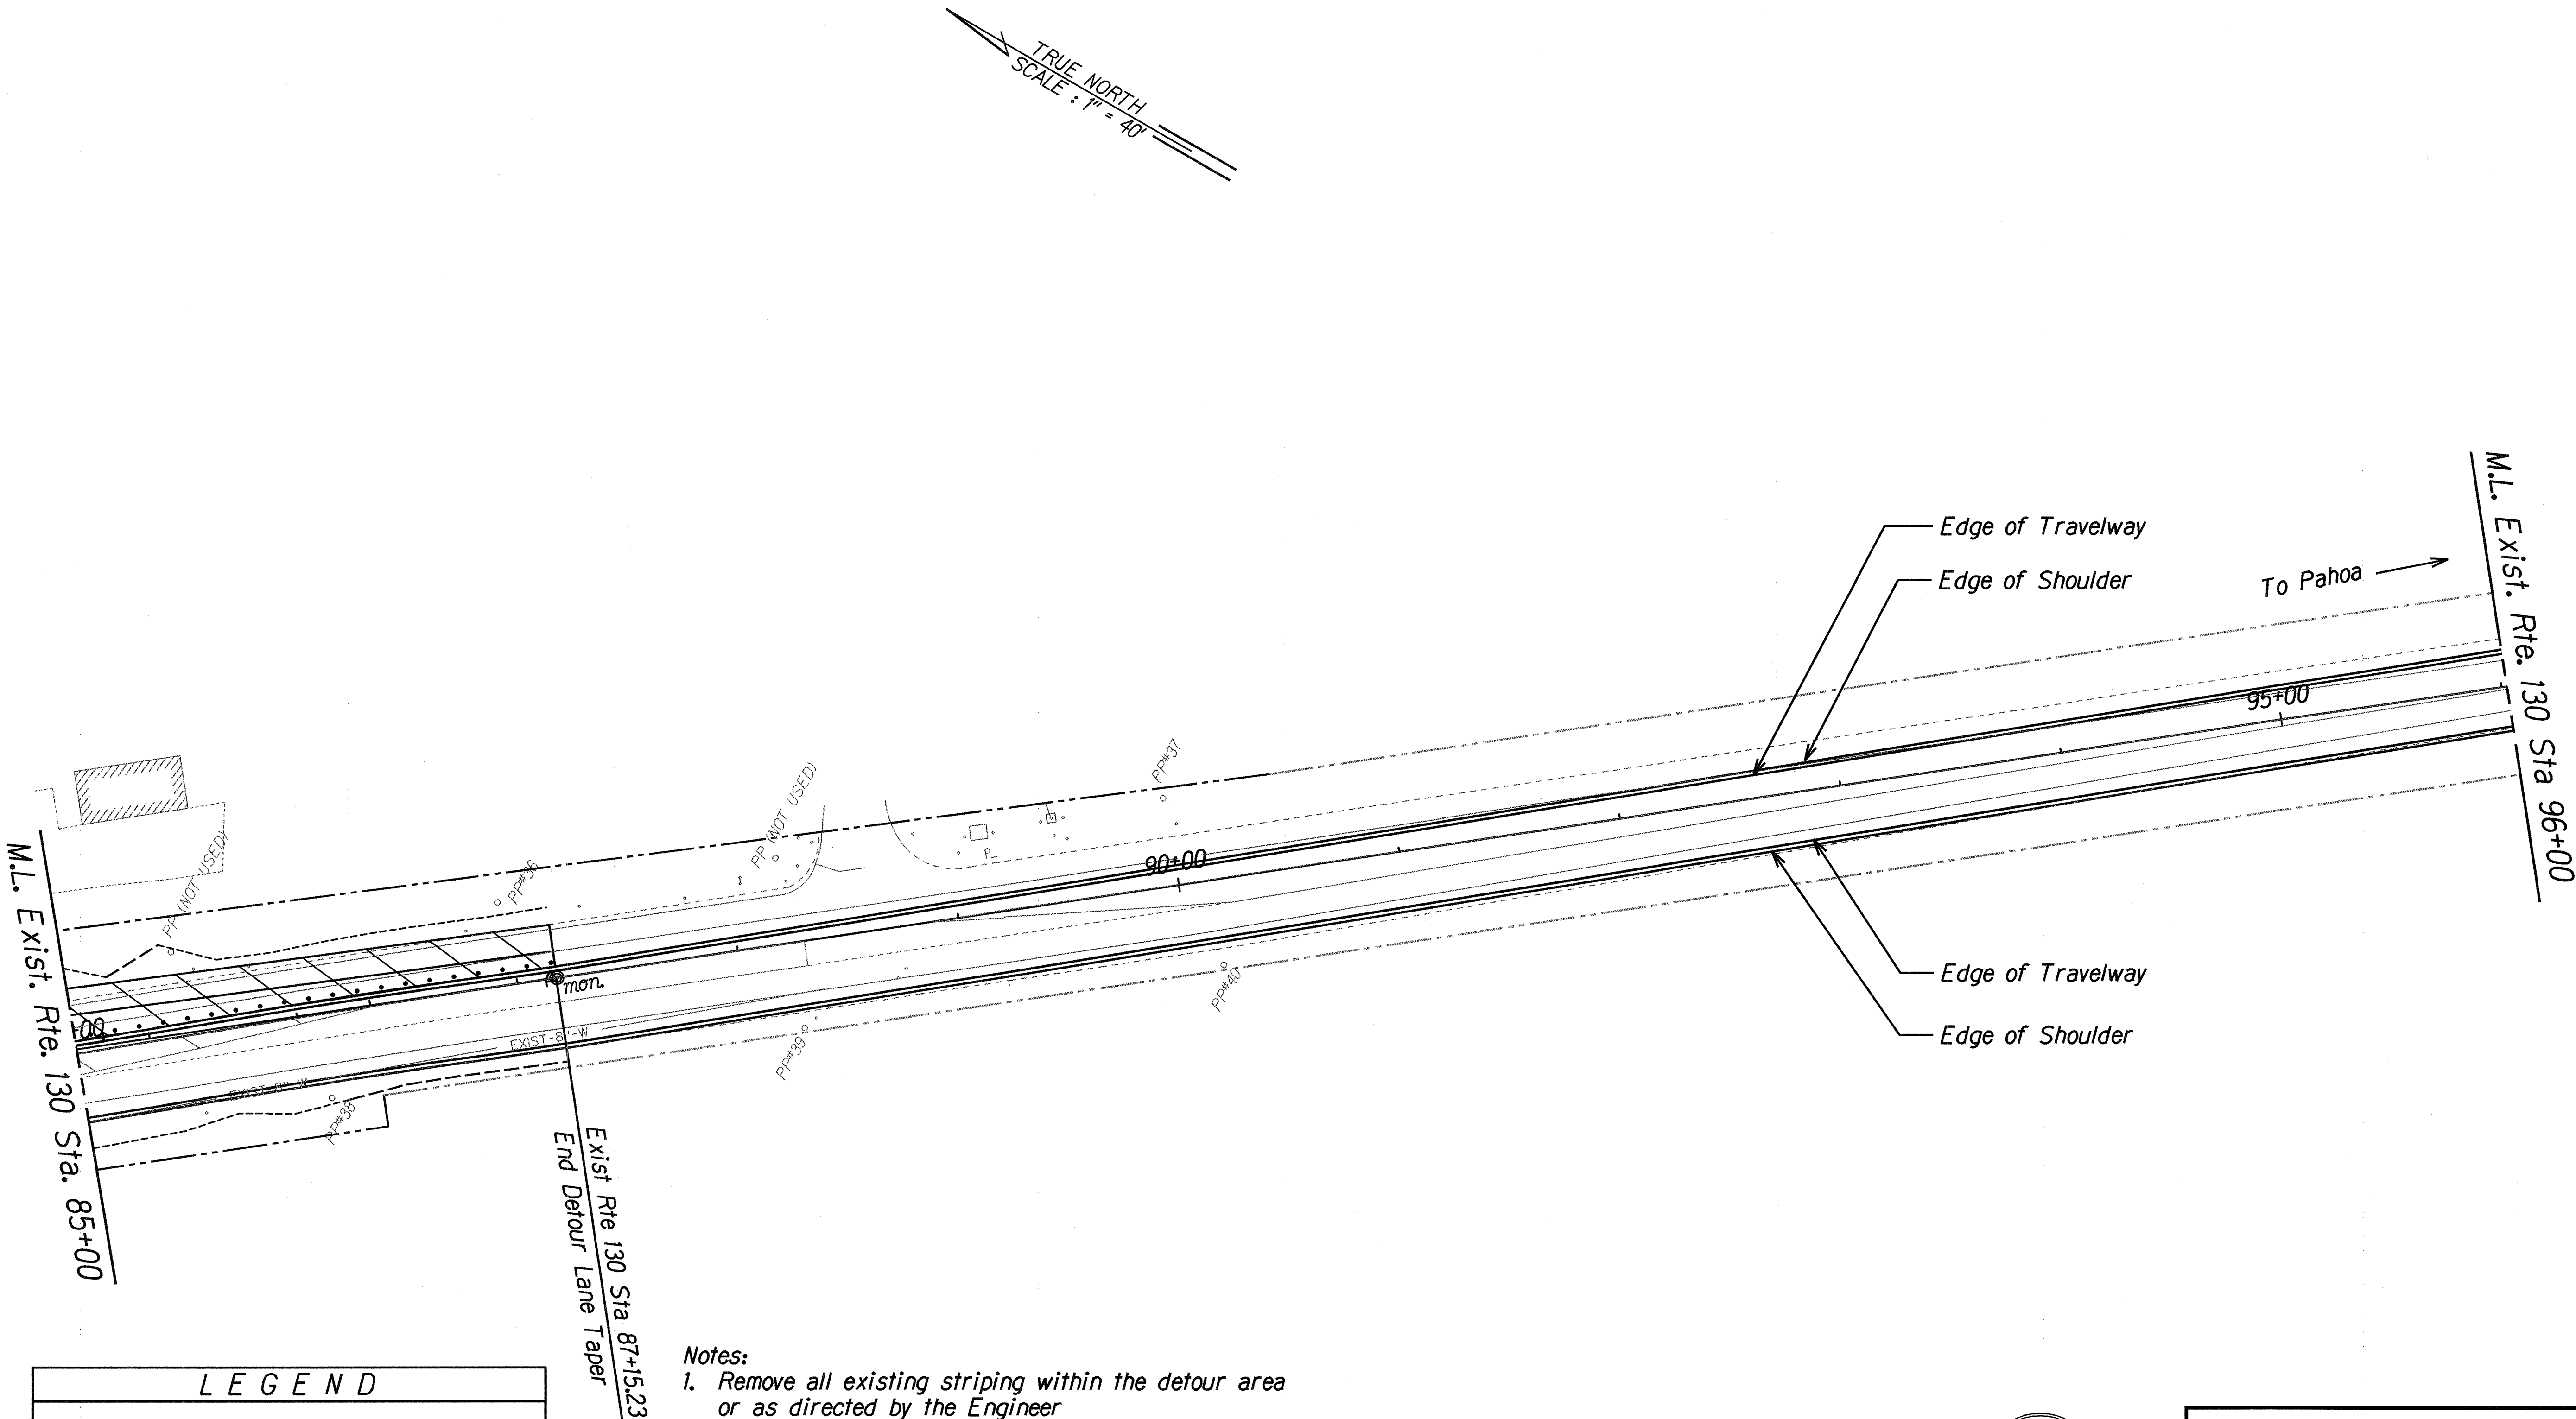 TRUE NORTH
SCALE : 1" = 40'
Edge of Travelway
Edge of Shoulder
To Pahoa
M.L. Exist. Rte. 130 Sta 96+00
95+00
PP#37
PP (NOT USED)
90+00
PP#36
PP (NOT USED)
M.L. Exist. Rte. 130 Sta. 85+00
+00
mon.
EXIST-8"-W
EXIST-8"-W
PP#38
PP#39
PP#40
Edge of Travelway
Edge of Shoulder
Exist Rte 130 Sta 87+15.23
End Detour Lane Taper
LEGEND
Notes:
1. Remove all existing striping within the detour area
or as directed by the Engineer